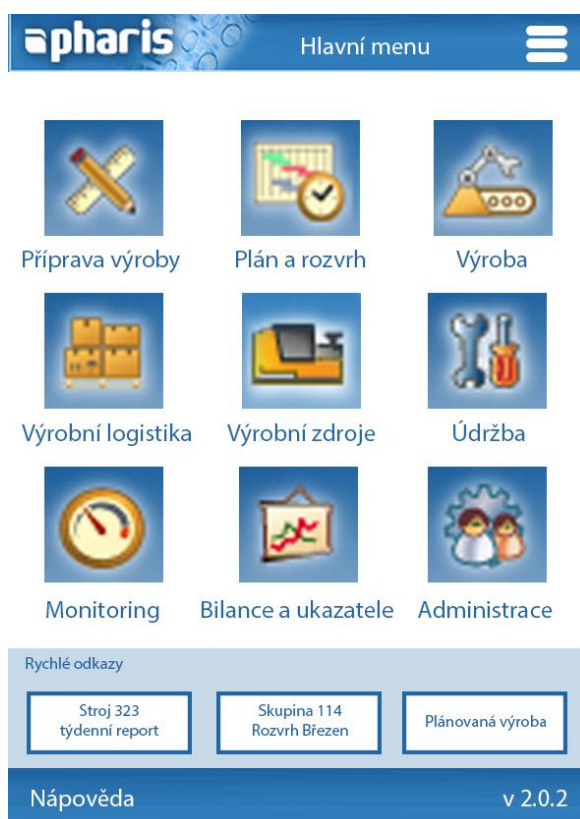 pharis
Hlavní menu
Příprava výroby
Plán a rozvrh
Výroba
Výrobní logistika
Výrobní zdroje
Údržba
Monitoring
Bilance a ukazatele
Administrace
Rychlé odkazy
Stroj 323
týdenní report
Skupina 114
Rozvrh Březen
Plánovaná výroba
Nápověda
v 2.0.2